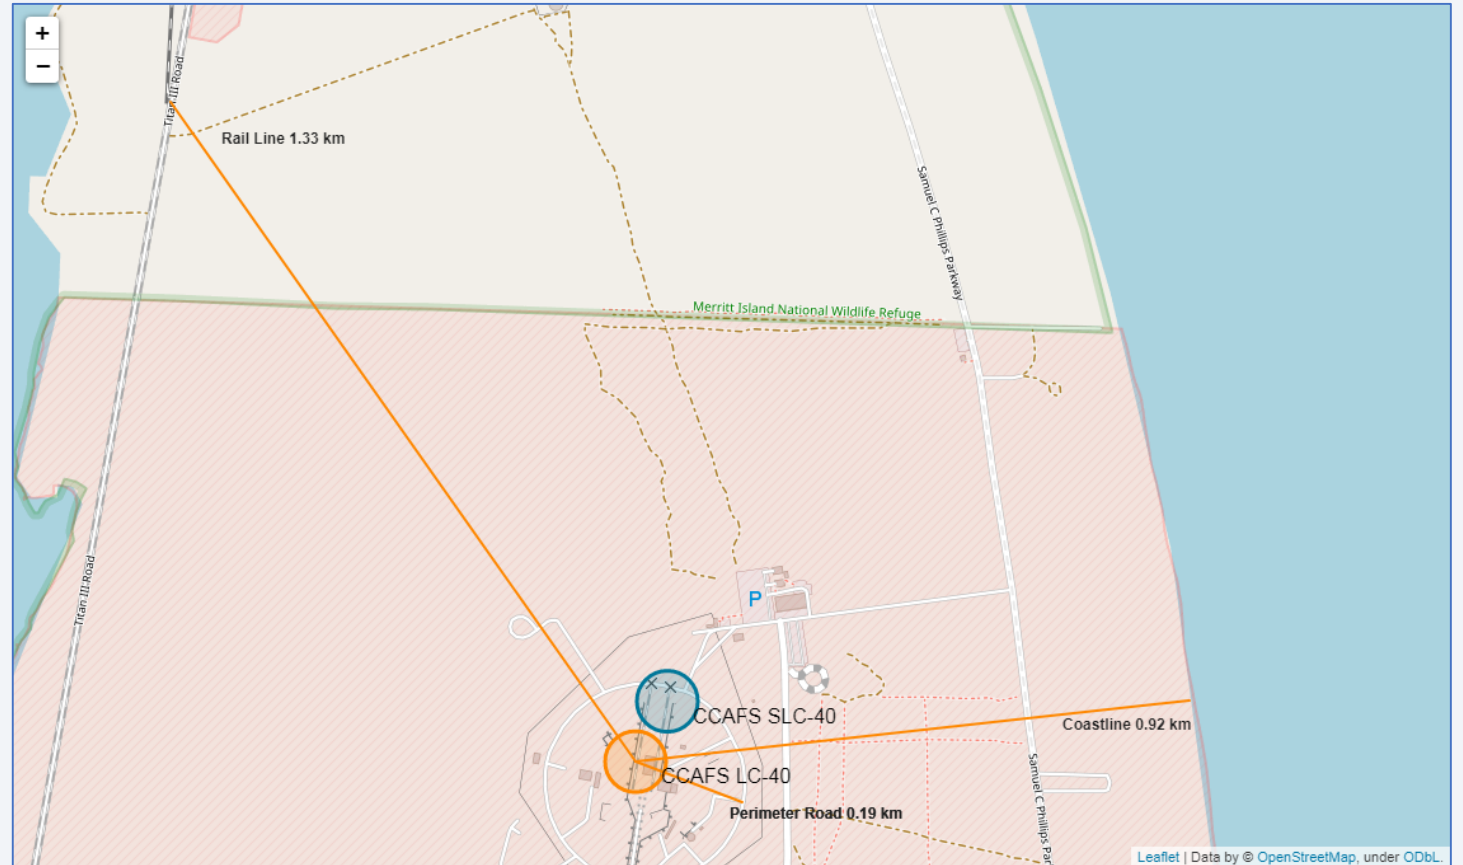 +
−
Titan III Road
Rail Line 1.33 km
Samuel C Phillips Parkway
Merritt Island National Wildlife Refuge
Titan III Road
P
CCAFS SLC-40
Coastline 0.92 km
CCAFS LC-40
Samuel C Phillips Par
Perimeter Road 0.19 km
Leaflet | Data by © OpenStreetMap, under ODbL.